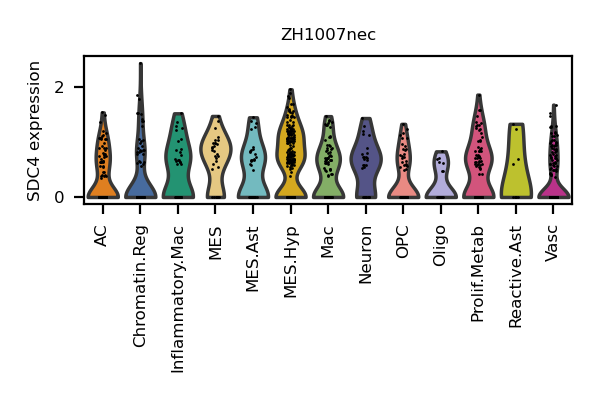 ZH1007nec
SDC4 expression
2
0
AC
Chromatin.Reg
Inflammatory.Mac
MES
MES.Ast
MES.Hyp
Mac
Neuron
OPC
Oligo
Prolif.Metab
Reactive.Ast
Vasc